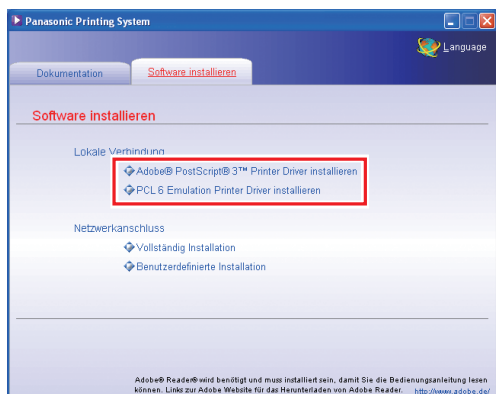 Panasonic Printing System
Language
Dokumentation
Software installieren
Software installieren
Lokale Verbindung
Adobe® PostScript® 3™ Printer Driver installieren
PCL 6 Emulation Printer Driver installieren
Netzwerkanschluss
Vollständig Installation
Benutzerdefinierte Installation
Adobe® Reader® wird benötigt und muss installiert sein, damit Sie die Bedienungsanleitung lesen
können. Links zur Adobe Website für das Herunterladen von Adobe Reader. http://www.adobe.de/